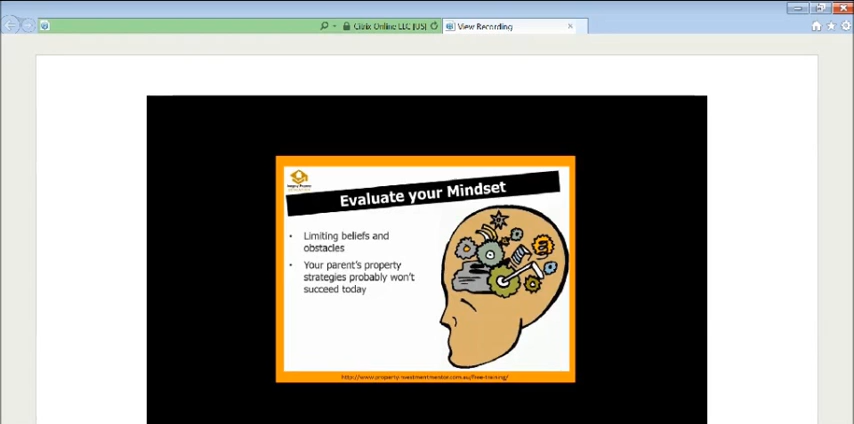 Citrix Online LLC [US]
View Recording
Evaluate your Mindset
• Limiting beliefs and
obstacles
• Your parent's property
strategies probably won't
succeed today